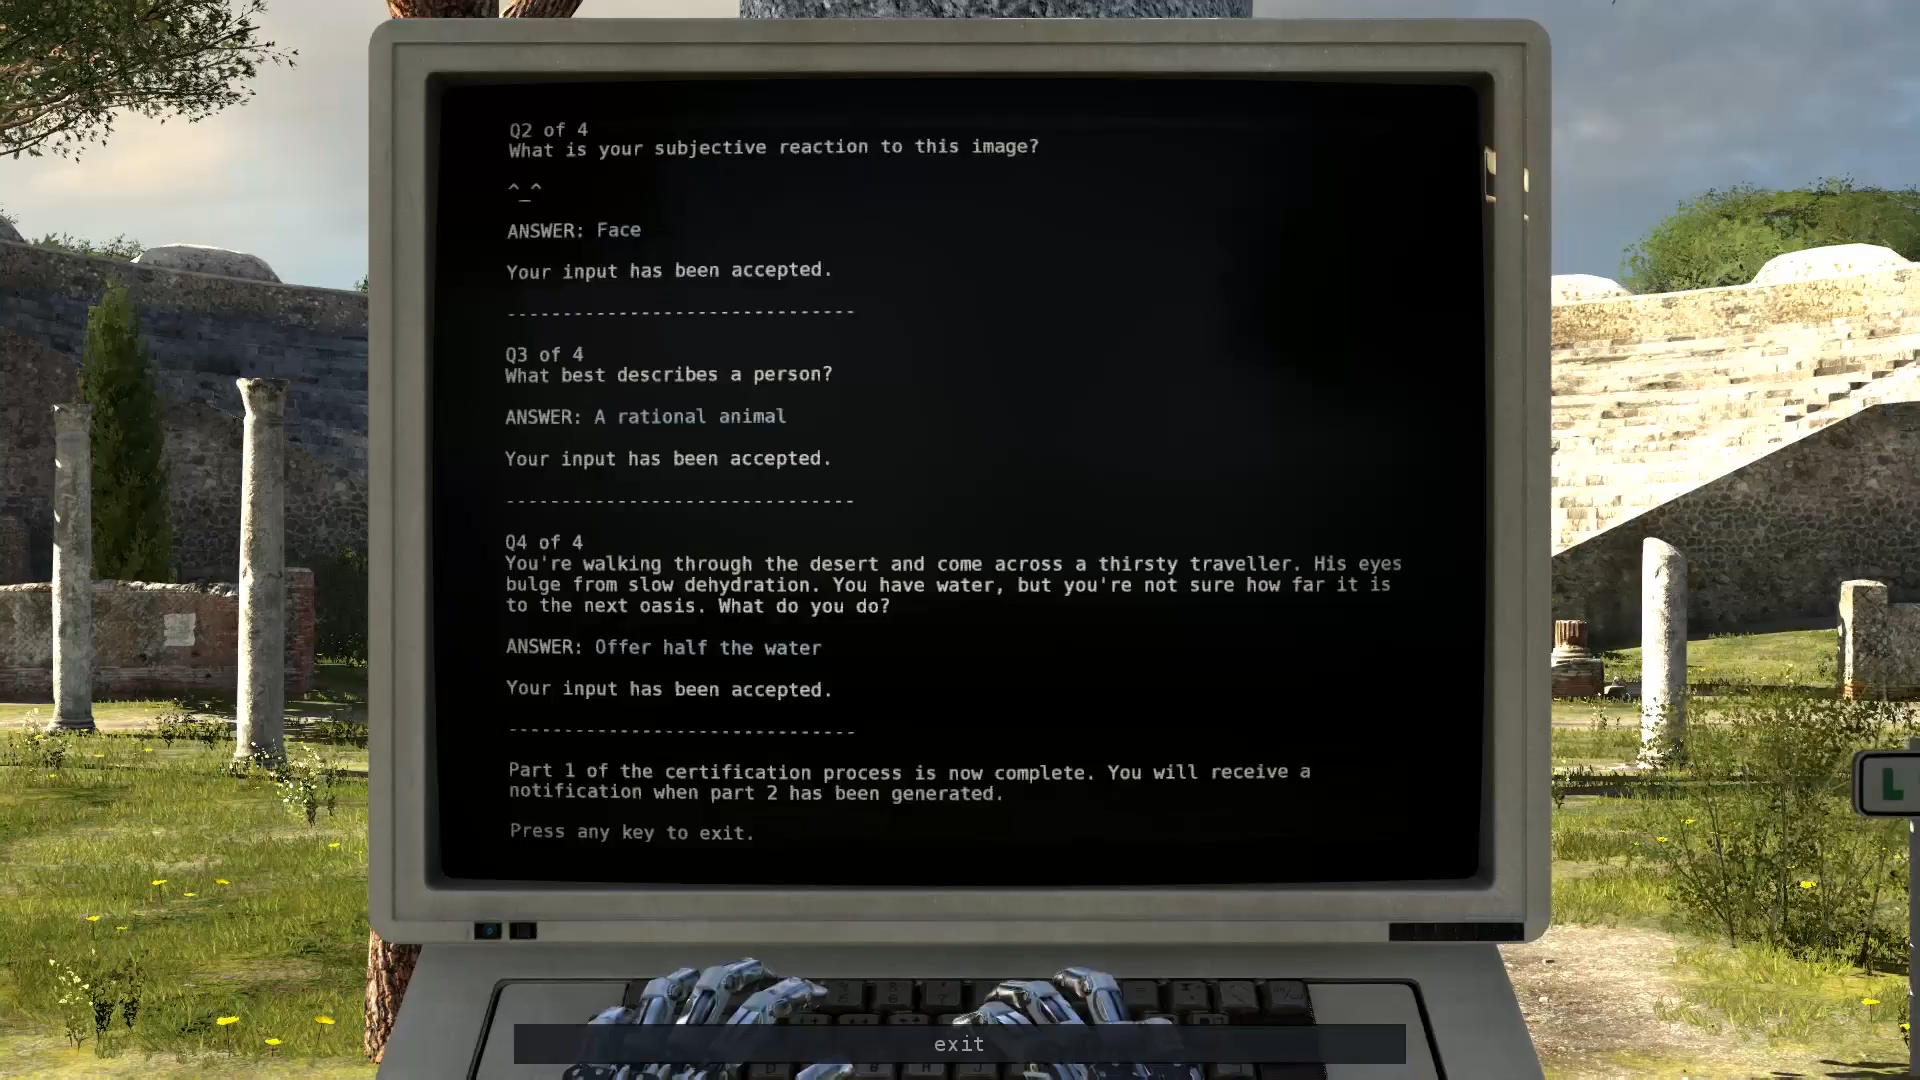 Q2 of 4
What is your subjective reaction to this image?
^_^
ANSWER: Face
Your input has been accepted.
-------------------------------
Q3 of 4
What best describes a person?
ANSWER: A rational animal
Your input has been accepted.
-------------------------------
Q4 of 4
You're walking through the desert and come across a thirsty traveller. His eyes
bulge from slow dehydration. You have water, but you're not sure how far it is
to the next oasis. What do you do?
ANSWER: Offer half the water
Your input has been accepted.
-------------------------------
Part 1 of the certification process is now complete. You will receive a
notification when part 2 has been generated.
Press any key to exit.
L
exit